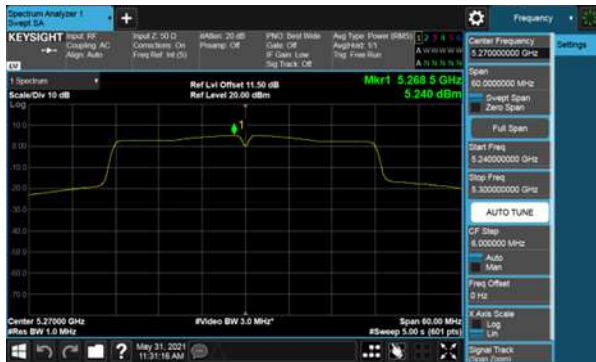 Spectrum Analyzer 1
Swept SA
+
Frequency
KEYSIGHT
Input: RF
Coupling: AC
Align: Auto
Input Z: 50 Ω
Corrections: On
Freq Ref: Int (S)
#Atten: 20 dB
Preamp: Off
PNO: Best Wide
Gate: Off
IF Gain: Low
Sig Track: Off
Avg Type: Power (RMS)
Avg|Hold: 1/1
Trig: Free Run
1 2 3 4 5 6
A W W W W W
A N N N N N
1 Spectrum
Scale/Div 10 dB
Ref Lvl Offset 11.50 dB
Ref Level 20.00 dBm
Mkr1 5.268 5 GHz
5.240 dBm
Log
10.0
0.00
-10.0
-20.0
-30.0
-40.0
-50.0
-60.0
-70.0
1
Center 5.27000 GHz
#Res BW 1.0 MHz
#Video BW 3.0 MHz*
Span 60.00 MHz
#Sweep 5.00 s (601 pts)
Center Frequency
5.270000000 GHz
Settings
Span
60.0000000 MHz
Swept Span
Zero Span
Full Span
Start Freq
5.240000000 GHz
Stop Freq
5.300000000 GHz
AUTO TUNE
CF Step
6.000000 MHz
Auto
Man
Freq Offset
0 Hz
X Axis Scale
Log
Lin
Signal Track
(Span Zoom)
May 31, 2021
11:31:16 AM